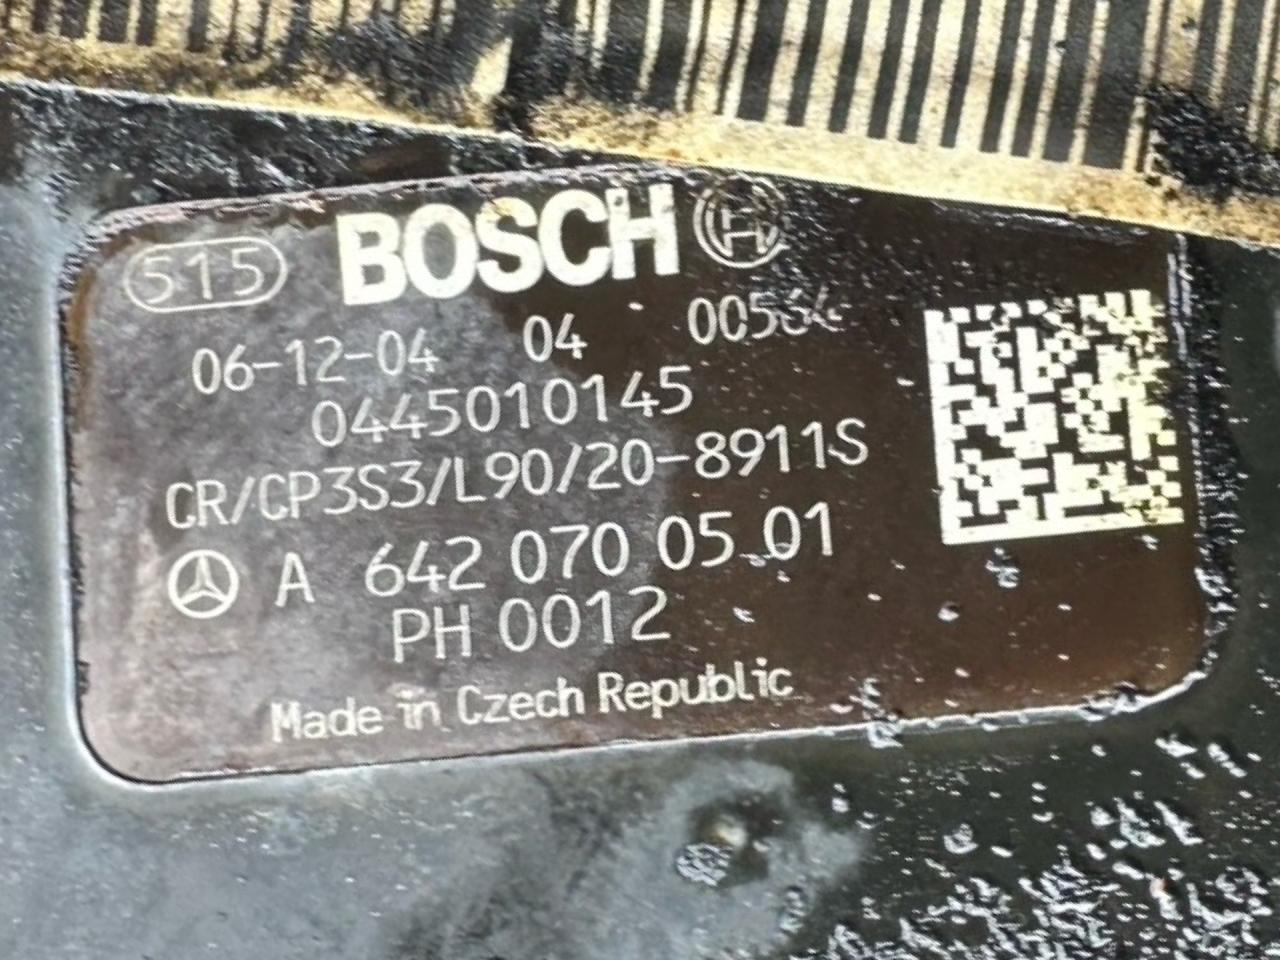 515 BOSCH
06-12-04 04
0445010145
CR/CP3S3/L90/20-8911S
A 642 070 05 01
PH 0012
Made in Czech Republic